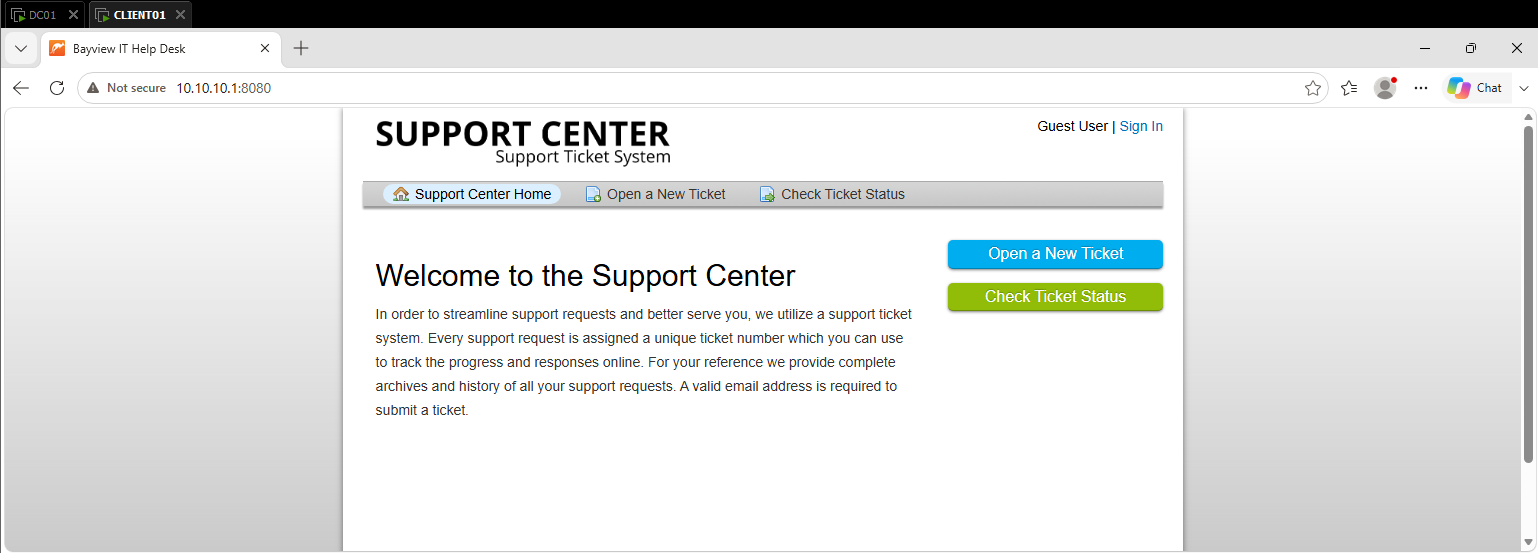 DC01
CLIENT01
Bayview IT Help Desk
Not secure 10.10.10.1:8080
Chat
SUPPORT CENTER
Support Ticket System
Guest User | Sign In
Support Center Home
Open a New Ticket
Check Ticket Status
Welcome to the Support Center
In order to streamline support requests and better serve you, we utilize a support ticket
system. Every support request is assigned a unique ticket number which you can use
to track the progress and responses online. For your reference we provide complete
archives and history of all your support requests. A valid email address is required to
submit a ticket.
Open a New Ticket
Check Ticket Status